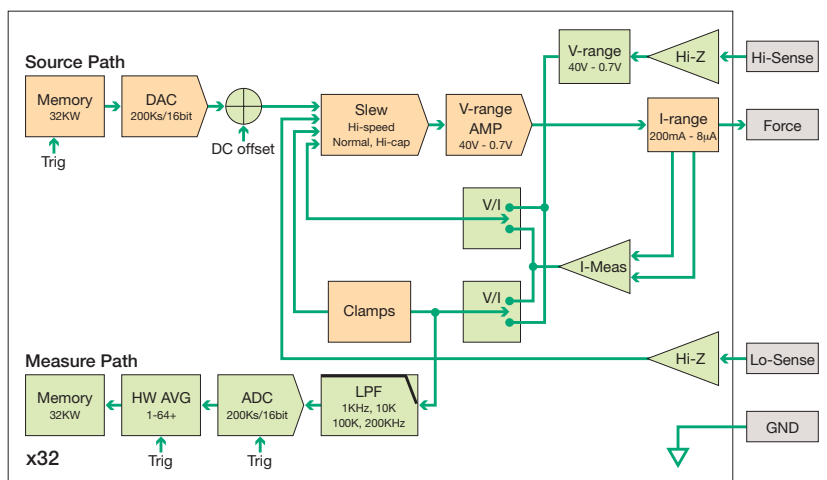 Source Path
Memory
32KW
Trig
DAC
200Ks/16bit
DC offset
Slew
Hi-speed
Normal, Hi-cap
V-range
AMP
40V - 0.7V
V-range
40V - 0.7V
Hi-Z
Hi-Sense
I-range
200mA - 8µA
Force
V/I
I-Meas
V/I
Clamps
Hi-Z
Lo-Sense
GND
Measure Path
Memory
32KW
HW AVG
1-64+
Trig
ADC
200Ks/16bit
Trig
LPF
1KHz, 10K
100K, 200KHz
x32